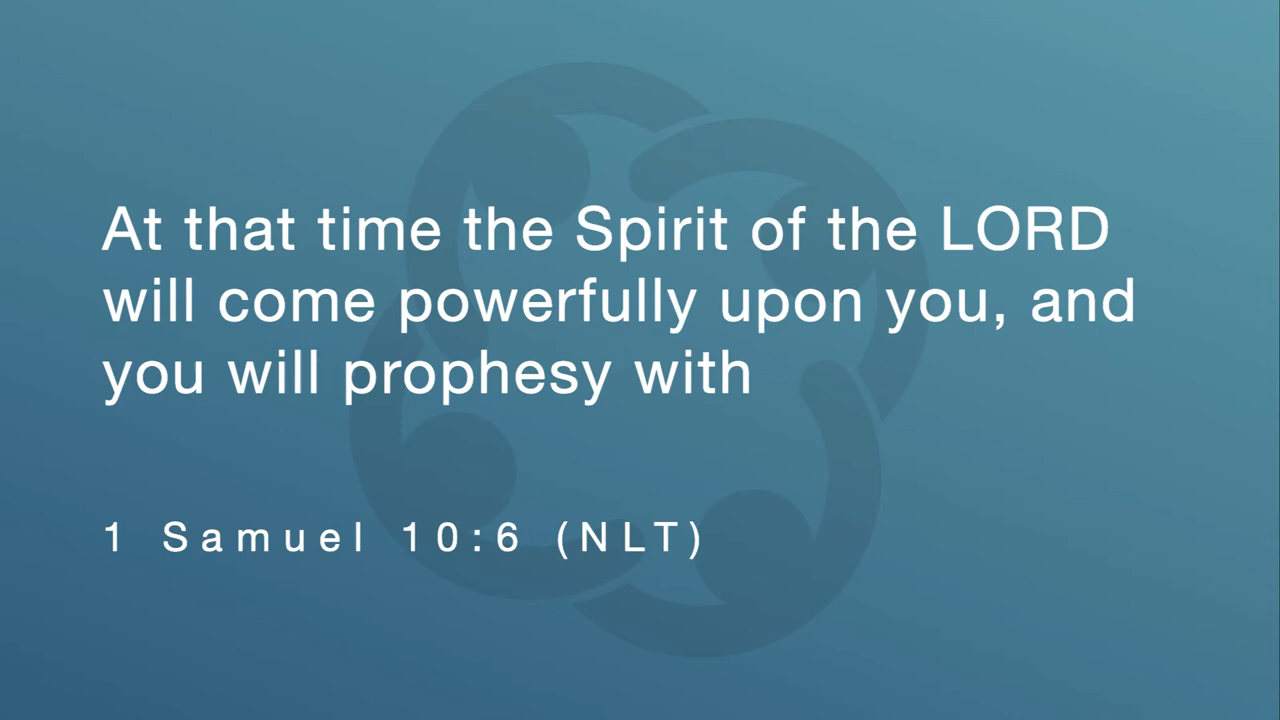 At that time the Spirit of the LORD
will come powerfully upon you, and
you will prophesy with
1 Samuel 10:6 (NLT)